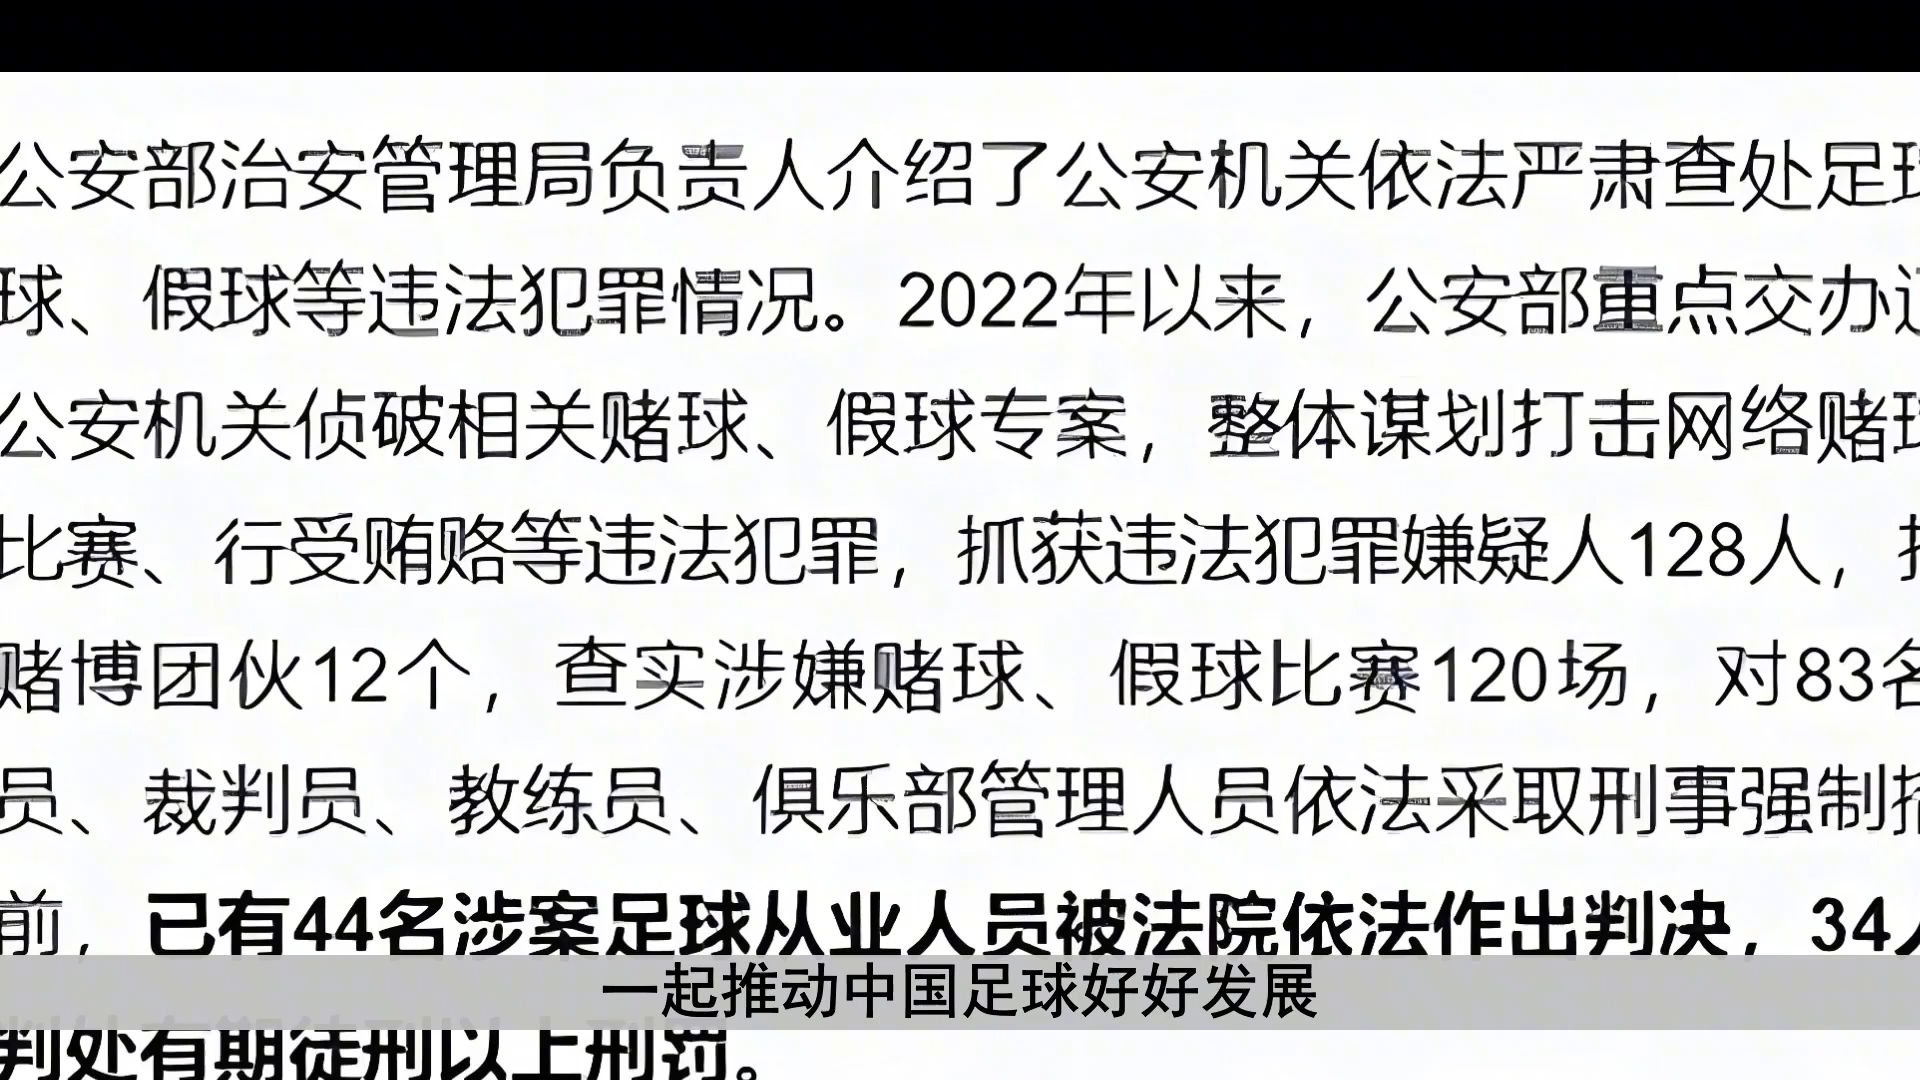 公安部治安管理局负责人介绍了公安机关依法严肃查处足球
球、假球等违法犯罪情况。2022年以来，公安部重点交办
公安机关侦破相关赌球、假球专案，整体谋划打击网络赌球
比赛、行受贿赂等违法犯罪，抓获违法犯罪嫌疑人128人，
赌博团伙12个，查实涉嫌赌球、假球比赛120场，对83名
员、裁判员、教练员、俱乐部管理人员依法采取刑事强制措
前，已有44名涉案足球从业人员被法院依法作出判决，34人
一起推动中国足球好好发展
判处有期徒刑以上刑罚。